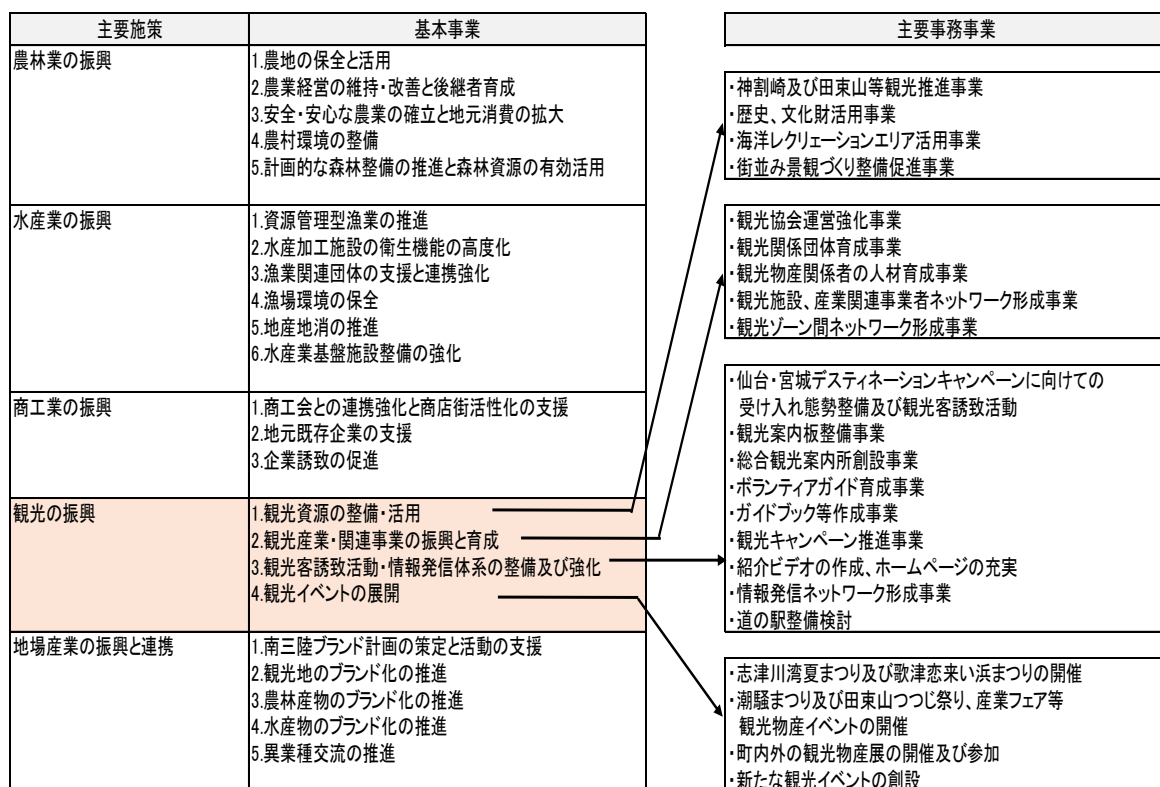 主要施策
基本事業
農林業の振興
1.農地の保全と活用
2.農業経営の維持・改善と後継者育成
3.安全・安心な農業の確立と地元消費の拡大
4.農村環境の整備
5.計画的な森林整備の推進と森林資源の有効活用
水産業の振興
1.資源管理型漁業の推進
2.水産加工施設の衛生機能の高度化
3.漁業関連団体の支援と連携強化
4.漁場環境の保全
5.地産地消の推進
6.水産業基盤施設整備の強化
商工業の振興
1.商工会との連携強化と商店街活性化の支援
2.地元既存企業の支援
3.企業誘致の促進
観光の振興
1.観光資源の整備・活用
2.観光産業・関連事業の振興と育成
3.観光客誘致活動・情報発信体系の整備及び強化
4.観光イベントの展開
地場産業の振興と連携
1.南三陸ブランド計画の策定と活動の支援
2.観光地のブランド化の推進
3.農林産物のブランド化の推進
4.水産物のブランド化の推進
5.異業種交流の推進
主要事務事業
・神割崎及び田束山等観光推進事業
・歴史、文化財活用事業
・海洋レクリェーションエリア活用事業
・街並み景観づくり整備促進事業
・観光協会運営強化事業
・観光関係団体育成事業
・観光物産関係者の人材育成事業
・観光施設、産業関連事業者ネットワーク形成事業
・観光ゾーン間ネットワーク形成事業
・仙台・宮城デスティネーションキャンペーンに向けての
受け入れ態勢整備及び観光客誘致活動
・観光案内板整備事業
・総合観光案内所創設事業
・ボランティアガイド育成事業
・ガイドブック等作成事業
・観光キャンペーン推進事業
・紹介ビデオの作成、ホームページの充実
・情報発信ネットワーク形成事業
・道の駅整備検討
・志津川湾夏まつり及び歌津恋来い浜まつりの開催
・潮騒まつり及び田束山つつじ祭り、産業フェア等
観光物産イベントの開催
・町内外の観光物産展の開催及び参加
・新たな観光イベントの創設